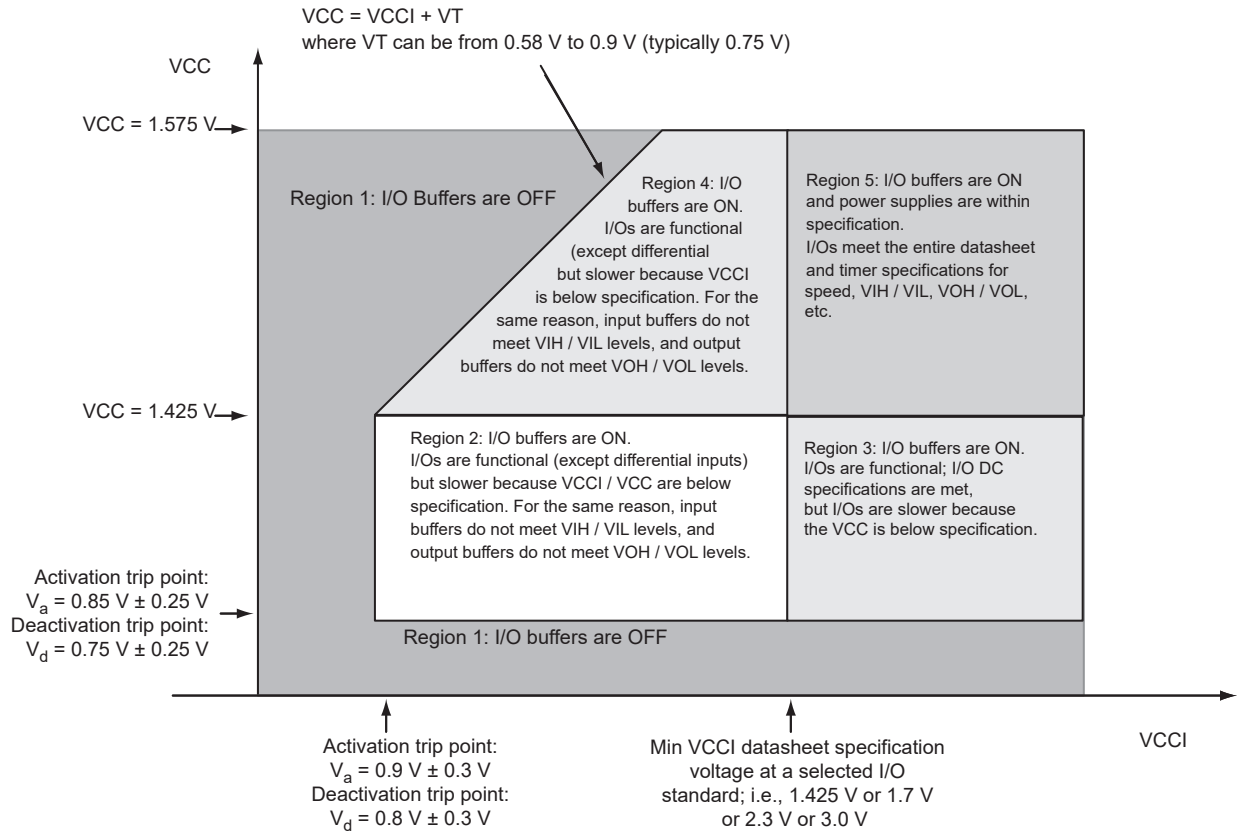 VCC = VCCI + VT
where VT can be from 0.58 V to 0.9 V (typically 0.75 V)
VCC
VCC = 1.575 V
Region 1: I/O Buffers are OFF
Region 4: I/O
buffers are ON.
I/Os are functional
(except differential
but slower because VCCI
is below specification. For the
same reason, input buffers do not
meet VIH / VIL levels, and output
buffers do not meet VOH / VOL levels.
Region 5: I/O buffers are ON
and power supplies are within
specification.
I/Os meet the entire datasheet
and timer specifications for
speed, VIH / VIL, VOH / VOL,
etc.
VCC = 1.425 V
Region 2: I/O buffers are ON.
I/Os are functional (except differential inputs)
but slower because VCCI / VCC are below
specification. For the same reason, input
buffers do not meet VIH / VIL levels, and
output buffers do not meet VOH / VOL levels.
Region 3: I/O buffers are ON.
I/Os are functional; I/O DC
specifications are met,
but I/Os are slower because
the VCC is below specification.
Activation trip point:
Va = 0.85 V ± 0.25 V
Deactivation trip point:
Vd = 0.75 V ± 0.25 V
Region 1: I/O buffers are OFF
Activation trip point:
Va = 0.9 V ± 0.3 V
Deactivation trip point:
Vd = 0.8 V ± 0.3 V
Min VCCI datasheet specification
voltage at a selected I/O
standard; i.e., 1.425 V or 1.7 V
or 2.3 V or 3.0 V
VCCI